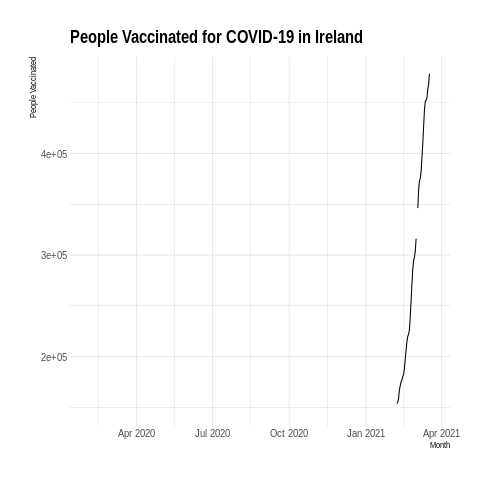 People Vaccinated for COVID-19 in Ireland
People Vaccinated
4e+05
3e+05
2e+05
Apr 2020 Jul 2020 Oct 2020 Jan 2021 Apr 2021
Month